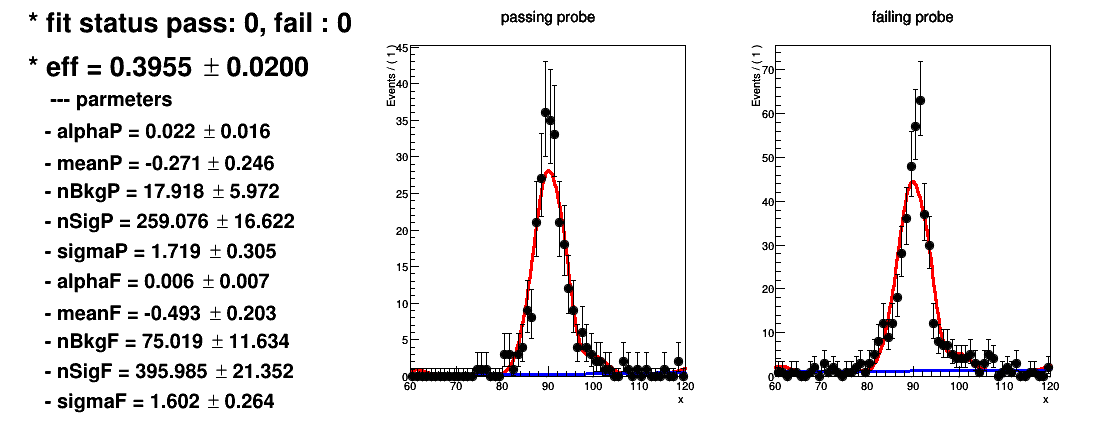 * fit status pass: 0, fail : 0
* eff = 0.3955 ± 0.0200
--- parmeters
- alphaP = 0.022 ± 0.016
- meanP = -0.271 ± 0.246
- nBkgP = 17.918 ± 5.972
- nSigP = 259.076 ± 16.622
- sigmaP = 1.719 ± 0.305
- alphaF = 0.006 ± 0.007
- meanF = -0.493 ± 0.203
- nBkgF = 75.019 ± 11.634
- nSigF = 395.985 ± 21.352
- sigmaF = 1.602 ± 0.264
passing probe
Events / ( 1 )
45
40
35
30
25
20
15
10
5
0
60 70 80 90 100 110 120
x
failing probe
Events / ( 1 )
70
60
50
40
30
20
10
0
60 70 80 90 100 110 120
x